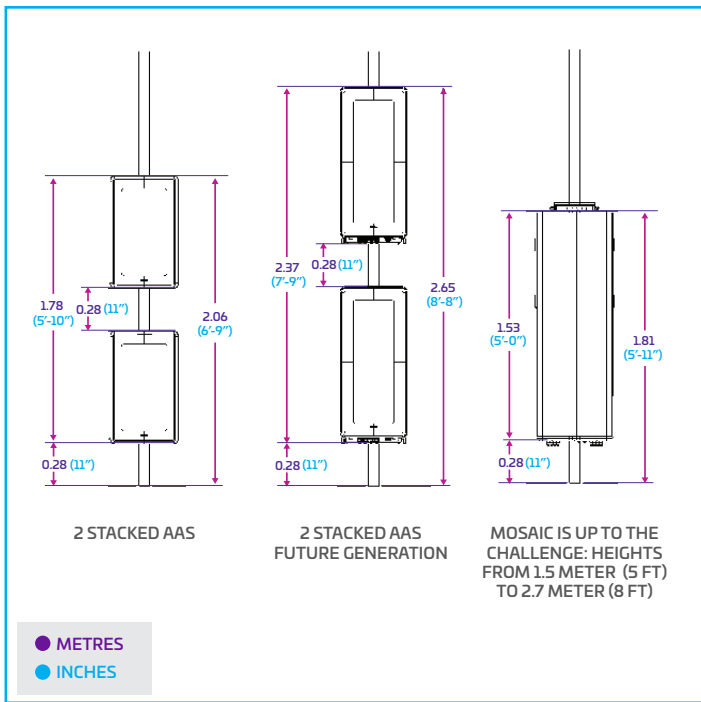 1.78
(5'-10")
0.28 (11")
2.06
(6'-9")
0.28 (11")
2 STACKED AAS
2.37
(7'-9")
0.28 (11")
2.65
(8'-8")
0.28 (11")
2 STACKED AAS
FUTURE GENERATION
1.53
(5'-0")
1.81
(5'-11")
0.28 (11")
MOSAIC IS UP TO THE
CHALLENGE: HEIGHTS
FROM 1.5 METER (5 FT)
TO 2.7 METER (8 FT)
METRES
INCHES